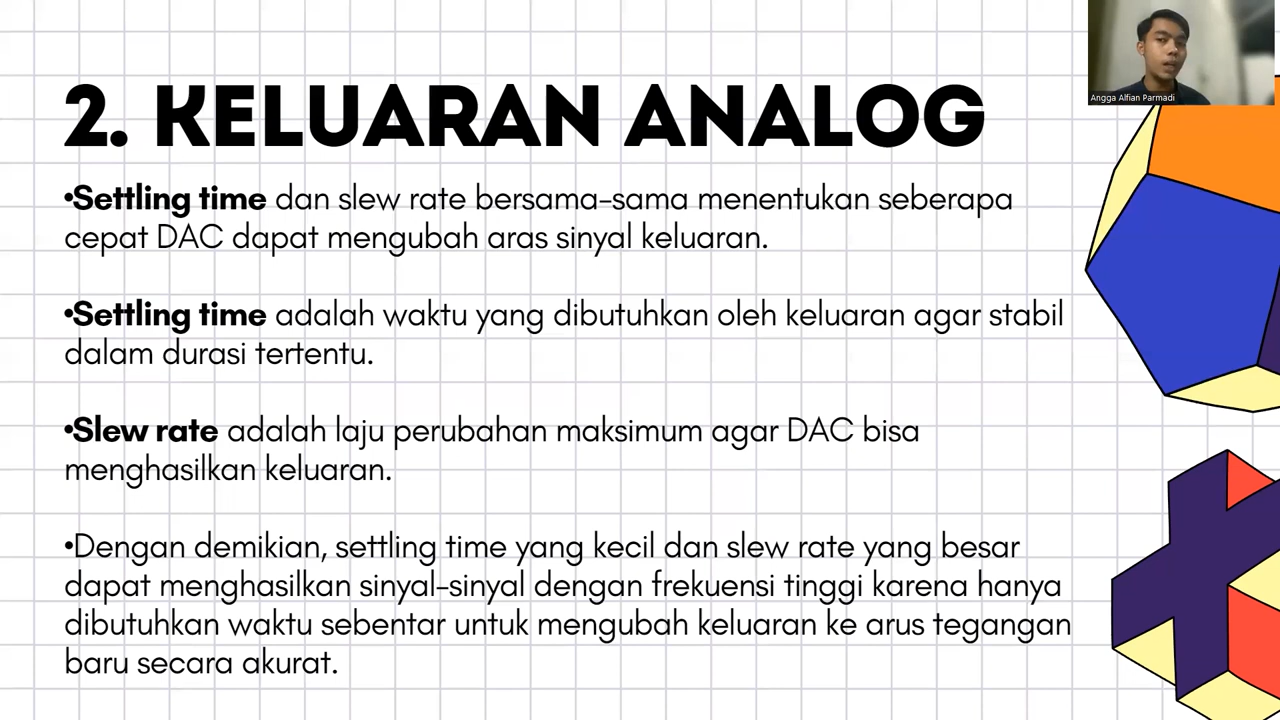 Angga Alfian Parmadi
2. KELUARAN ANALOG
•Settling time dan slew rate bersama-sama menentukan seberapa
cepat DAC dapat mengubah aras sinyal keluaran.
•Settling time adalah waktu yang dibutuhkan oleh keluaran agar stabil
dalam durasi tertentu.
•Slew rate adalah laju perubahan maksimum agar DAC bisa
menghasilkan keluaran.
•Dengan demikian, settling time yang kecil dan slew rate yang besar
dapat menghasilkan sinyal-sinyal dengan frekuensi tinggi karena hanya
dibutuhkan waktu sebentar untuk mengubah keluaran ke arus tegangan
baru secara akurat.